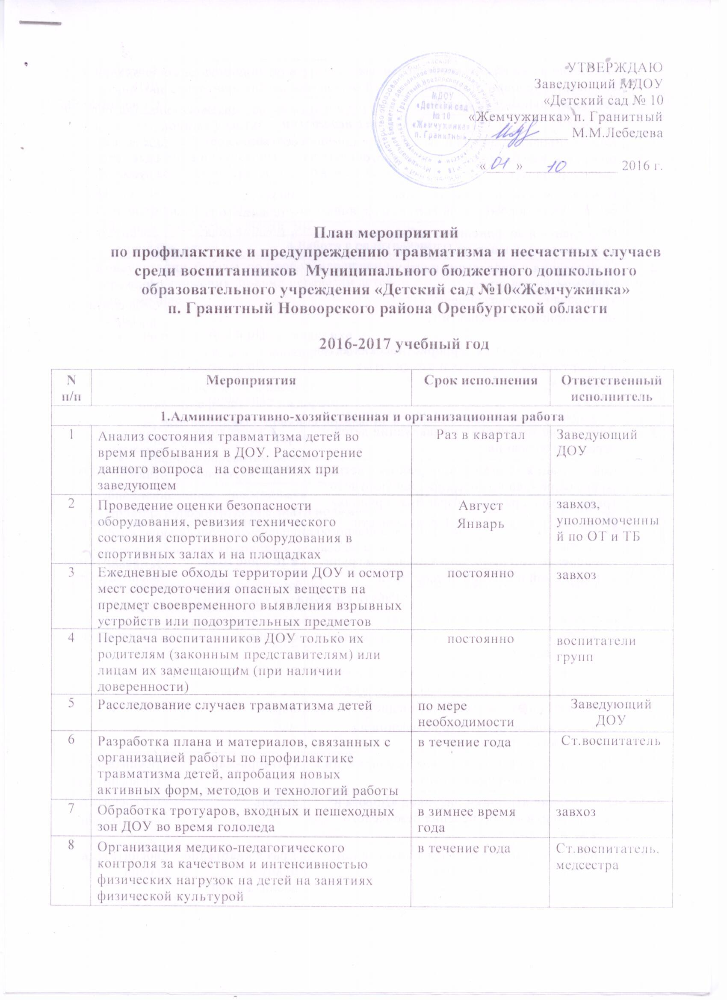 УТВЕРЖДАЮ
Заведующий МДОУ
«Детский сад № 10
«Жемчужинка» п. Гранитный
М.М.Лебедева
« 01 » 10 2016 г.
МДОУ
«Детский сад
№ 10
«Жемчужинка»
п. Гранитный
План мероприятий
по профилактике и предупреждению травматизма и несчастных случаев
среди воспитанников Муниципального бюджетного дошкольного
образовательного учреждения «Детский сад №10«Жемчужинка»
п. Гранитный Новоорского района Оренбургской области
2016-2017 учебный год
N п/п
Мероприятия
Срок исполнения
Ответственный
исполнитель
1.Административно-хозяйственная и организационная работа
1
Анализ состояния травматизма детей во
время пребывания в ДОУ. Рассмотрение
данного вопроса на совещаниях при
заведующем
Раз в квартал
Заведующий
ДОУ
2
Проведение оценки безопасности
оборудования, ревизия технического
состояния спортивного оборудования в
спортивных залах и на площадках
Август
Январь
завхоз,
уполномоченны
й по ОТ и ТБ
3
Ежедневные обходы территории ДОУ и осмотр
мест сосредоточения опасных веществ на
предмет своевременного выявления взрывных
устройств или подозрительных предметов
постоянно
завхоз
4
Передача воспитанников ДОУ только их
родителям (законным представителям) или
лицам их замещающим (при наличии
доверенности)
постоянно
воспитатели
групп
5
Расследование случаев травматизма детей
по мере
необходимости
Заведующий
ДОУ
6
Разработка плана и материалов, связанных с
организацией работы по профилактике
травматизма детей, апробация новых
активных форм, методов и технологий работы
в течение года
Ст.воспитатель
7
Обработка тротуаров, входных и пешеходных
зон ДОУ во время гололеда
в зимнее время
года
завхоз
8
Организация медико-педагогического
контроля за качеством и интенсивностью
физических нагрузок на детей на занятиях
физической культурой
в течение года
Ст.воспитатель,
медсестра